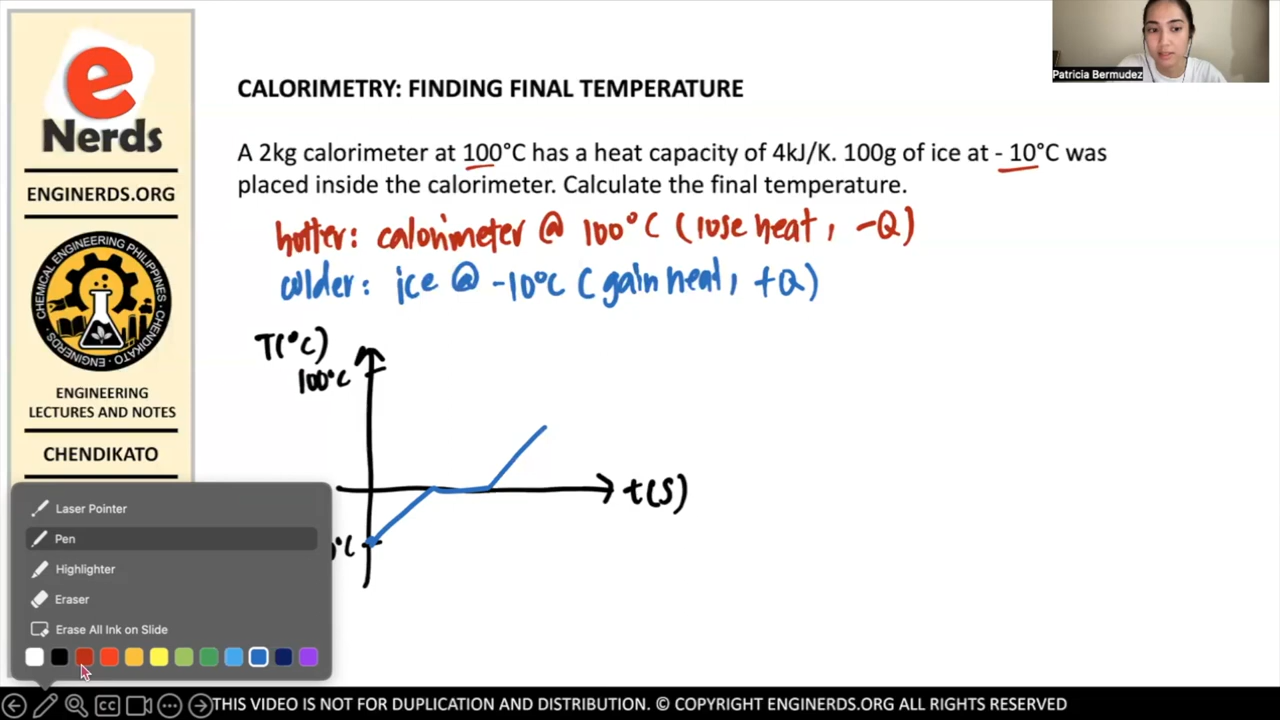 Patricia Bermudez
e
Nerds
ENGINERDS.ORG
CHEMICAL ENGINEERING PHILIPPINES
CHENDIKATO
ENGINEERING
LECTURES AND NOTES
CHENDIKATO
CALORIMETRY: FINDING FINAL TEMPERATURE
A 2kg calorimeter at 100°C has a heat capacity of 4kJ/K. 100g of ice at - 10°C was
placed inside the calorimeter. Calculate the final temperature.
hotter: calorimeter @ 100°C (lose heat, -Q)
colder: ice @ -10°C (gain heat, +Q)
T(°C)
100°C
t(s)
°C
Laser Pointer
Pen
Highlighter
Eraser
Erase All Ink on Slide
CC
THIS VIDEO IS NOT FOR DUPLICATION AND DISTRIBUTION. © COPYRIGHT ENGINERDS.ORG ALL RIGHTS RESERVED